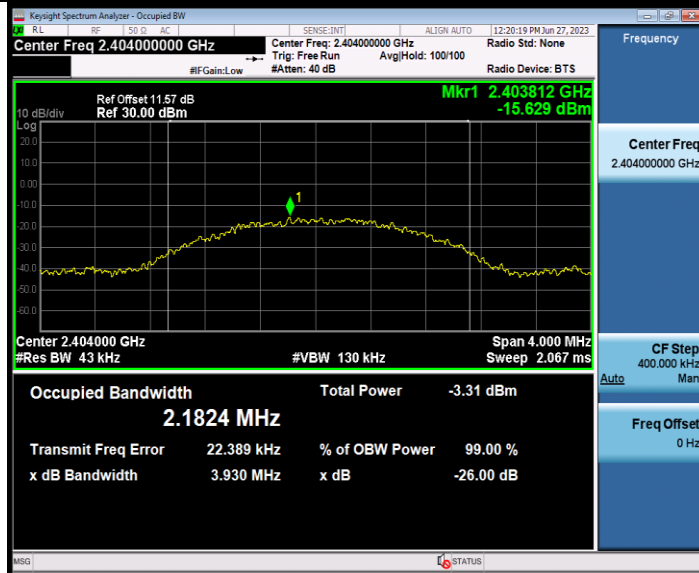 Keysight Spectrum Analyzer - Occupied BW
LXI RL RF 50 Ω AC SENSE:INT ALIGN AUTO 12:20:19 PM Jun 27, 2023
Center Freq 2.404000000 GHz
Center Freq: 2.404000000 GHz
Radio Std: None
Trig: Free Run Avg|Hold: 100/100
#IFGain:Low #Atten: 40 dB
Radio Device: BTS
Frequency
Ref Offset 11.57 dB
Mkr1 2.403812 GHz
10 dB/div Ref 30.00 dBm
-15.629 dBm
Log
20.0
10.0
0.00
-10.0
-20.0
-30.0
-40.0
-50.0
-60.0
1
Center 2.404000 GHz Span 4.000 MHz
#Res BW 43 kHz #VBW 130 kHz Sweep 2.067 ms
Occupied Bandwidth
2.1824 MHz
Total Power -3.31 dBm
Transmit Freq Error 22.389 kHz % of OBW Power 99.00 %
x dB Bandwidth 3.930 MHz x dB -26.00 dB
Center Freq
2.404000000 GHz
CF Step
400.000 kHz
Auto Man
Freq Offset
0 Hz
MSG STATUS